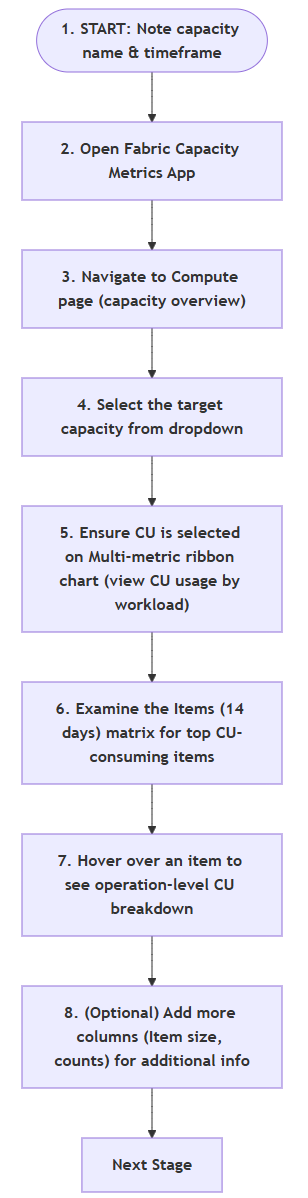 1. START: Note capacity
name & timeframe
2. Open Fabric Capacity
Metrics App
3. Navigate to Compute
page (capacity overview)
4. Select the target
capacity from dropdown
5. Ensure CU is selected
on Multi-metric ribbon
chart (view CU usage by
workload)
6. Examine the Items (14
days) matrix for top CU-
consuming items
7. Hover over an item to
see operation-level CU
breakdown
8. (Optional) Add more
columns (Item size,
counts) for additional info
Next Stage